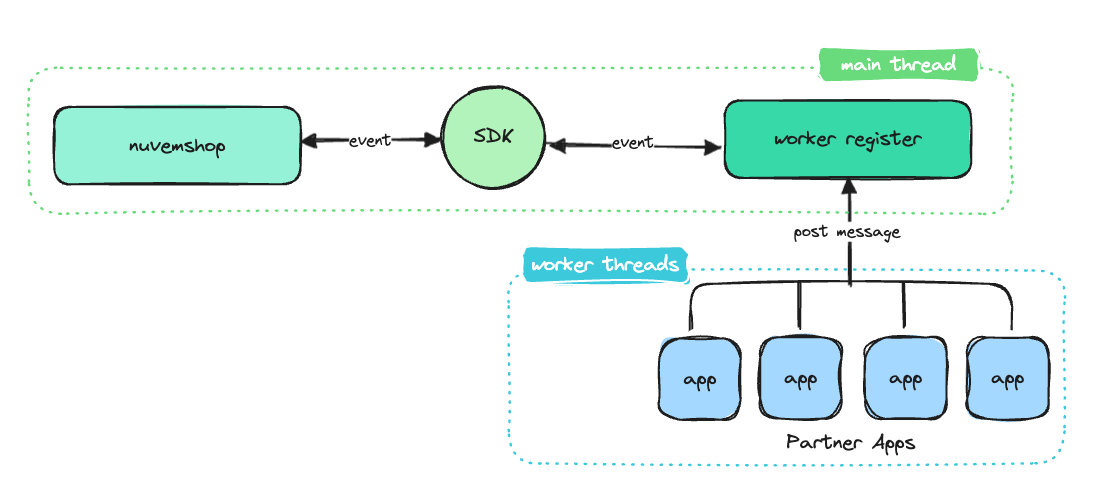 main thread
nuvemshop
event
SDK
event
worker register
post message
worker threads
app
app
app
app
Partner Apps